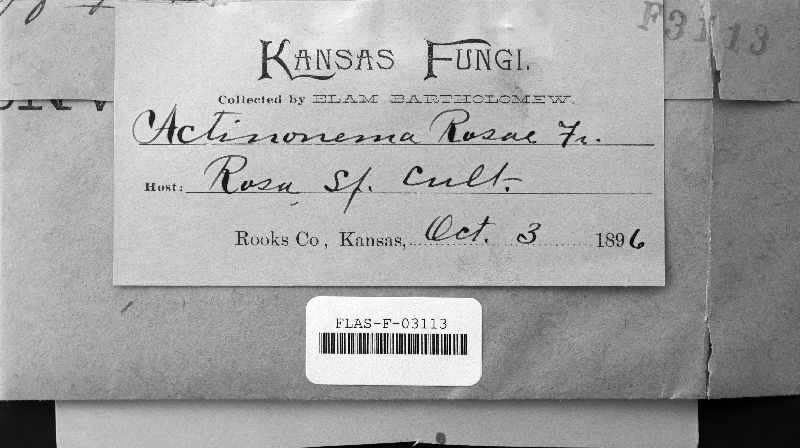 F3113
KANSAS FUNGI.
Collected by ELAM BARTHOLOMEW.
Actinonema Rosae Fr.
Host: Rosa Sp. Cult.
Rooks Co, Kansas, Oct. 3 1896
FLAS-F-03113